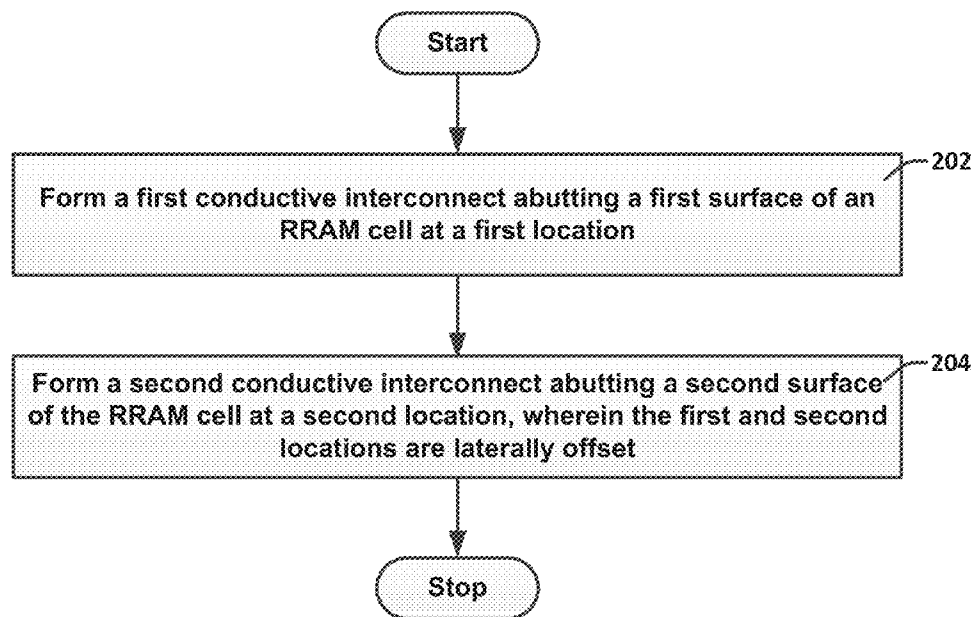 Start
202
Form a first conductive interconnect abutting a first surface of an
RRAM cell at a first location
204
Form a second conductive interconnect abutting a second surface
of the RRAM cell at a second location, wherein the first and second
locations are laterally offset
Stop